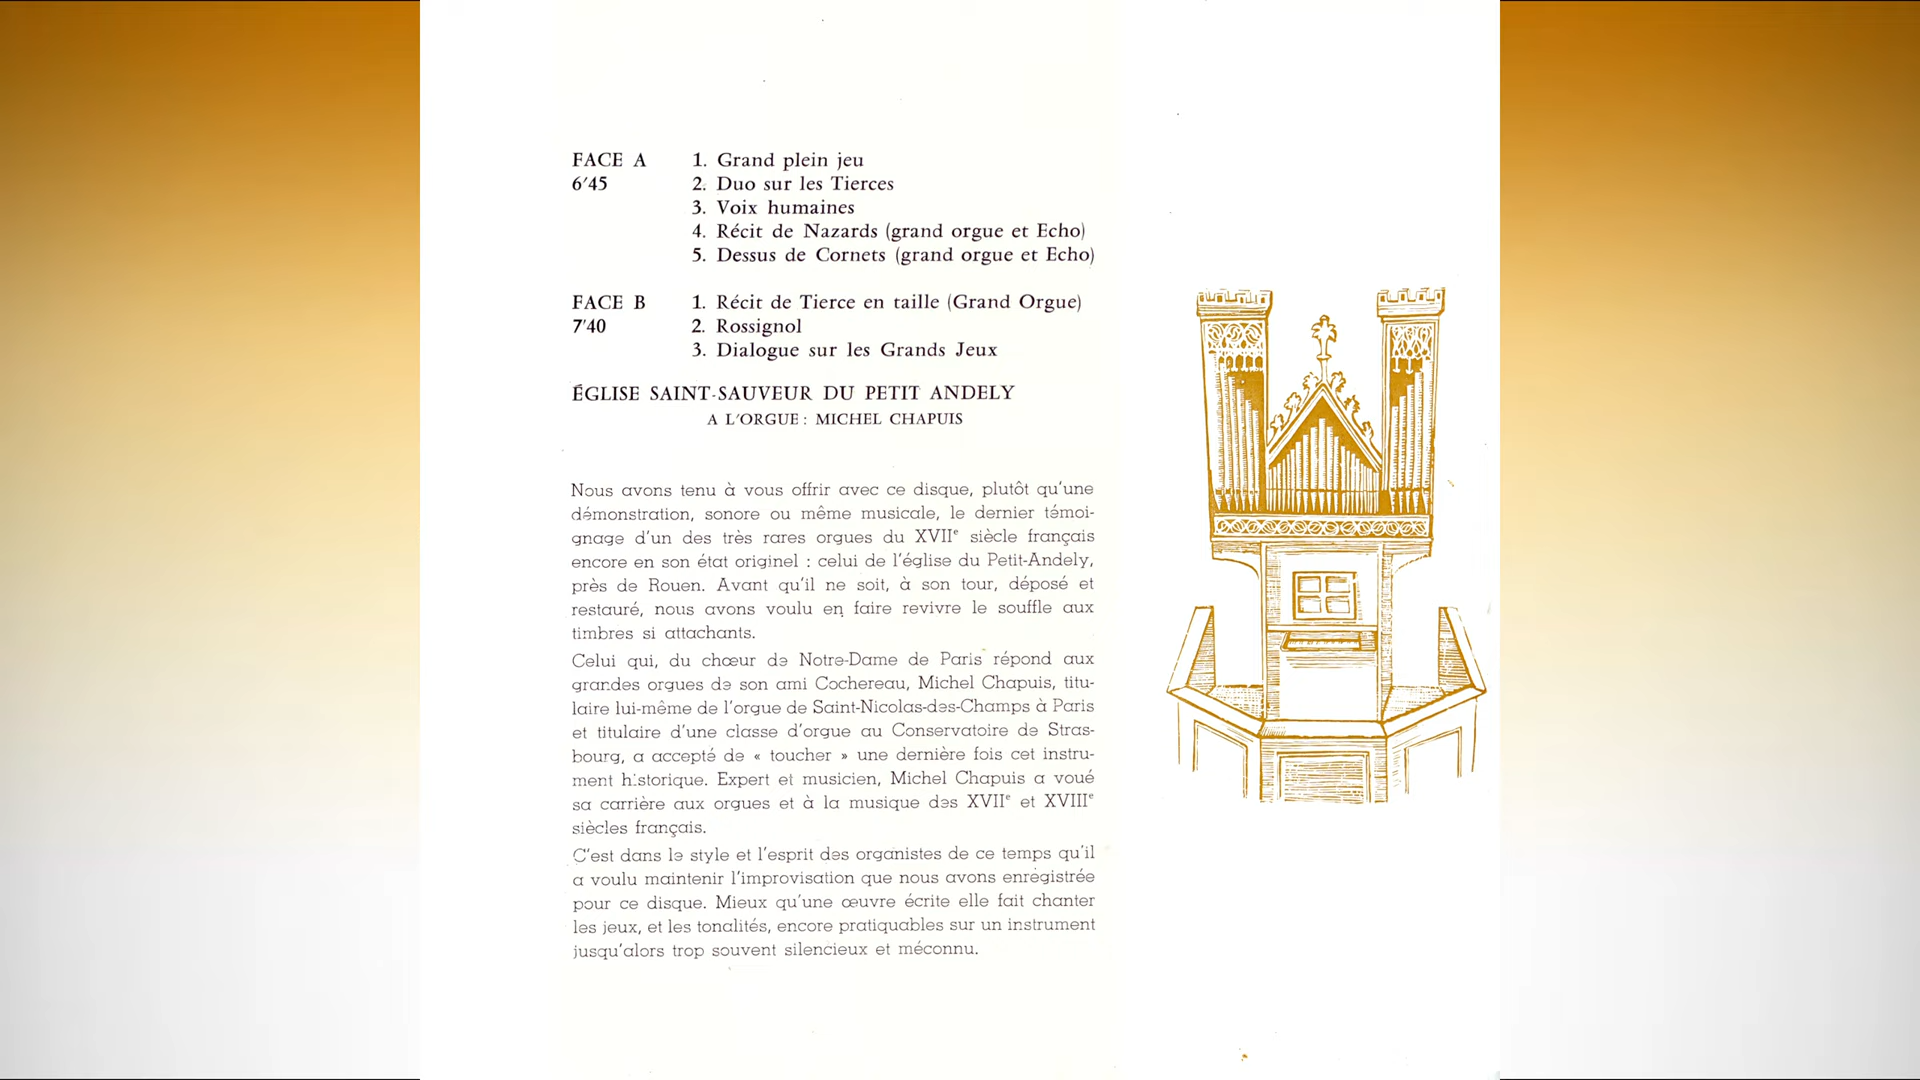 FACE A 1. Grand plein jeu
6'45 2. Duo sur les Tierces
3. Voix humaines
4. Récit de Nazards (grand orgue et Echo)
5. Dessus de Cornets (grand orgue et Echo)
FACE B 1. Récit de Tierce en taille (Grand Orgue)
7'40 2. Rossignol
3. Dialogue sur les Grands Jeux
ÉGLISE SAINT-SAUVEUR DU PETIT ANDELY
A L'ORGUE : MICHEL CHAPUIS
Nous avons tenu à vous offrir avec ce disque, plutôt qu'une
démonstration, sonore ou même musicale, le dernier témoi-
gnage d'un des très rares orgues du XVIIe siècle français
encore en son état originel : celui de l'église du Petit-Andely,
près de Rouen. Avant qu'il ne soit, à son tour, déposé et
restauré, nous avons voulu en faire revivre le souffle aux
timbres si attachants.
Celui qui, du chœur de Notre-Dame de Paris répond aux
grandes orgues de son ami Cochereau, Michel Chapuis, titu-
laire lui-même de l'orgue de Saint-Nicolas-des-Champs à Paris
et titulaire d'une classe d'orgue au Conservatoire de Stras-
bourg, a accepté de « toucher » une dernière fois cet instru-
ment historique. Expert et musicien, Michel Chapuis a voué
sa carrière aux orgues et à la musique des XVIIe et XVIIIe
siècles français.
C'est dans le style et l'esprit des organistes de ce temps qu'il
a voulu maintenir l'improvisation que nous avons enregistrée
pour ce disque. Mieux qu'une œuvre écrite elle fait chanter
les jeux, et les tonalités, encore pratiquables sur un instrument
jusqu'alors trop souvent silencieux et méconnu.